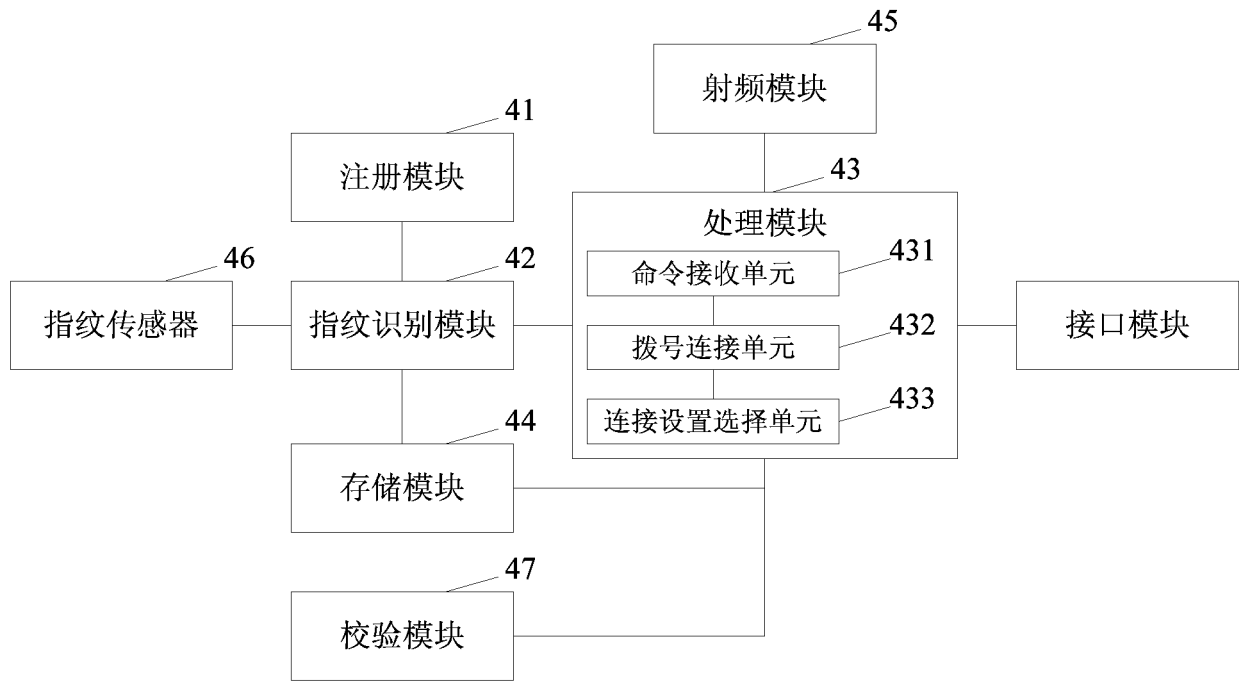 45
射频模块
41
注册模块
43
处理模块
46
指纹传感器
42
指纹识别模块
431
命令接收单元
432
拨号连接单元
433
连接设置选择单元
接口模块
44
存储模块
47
校验模块